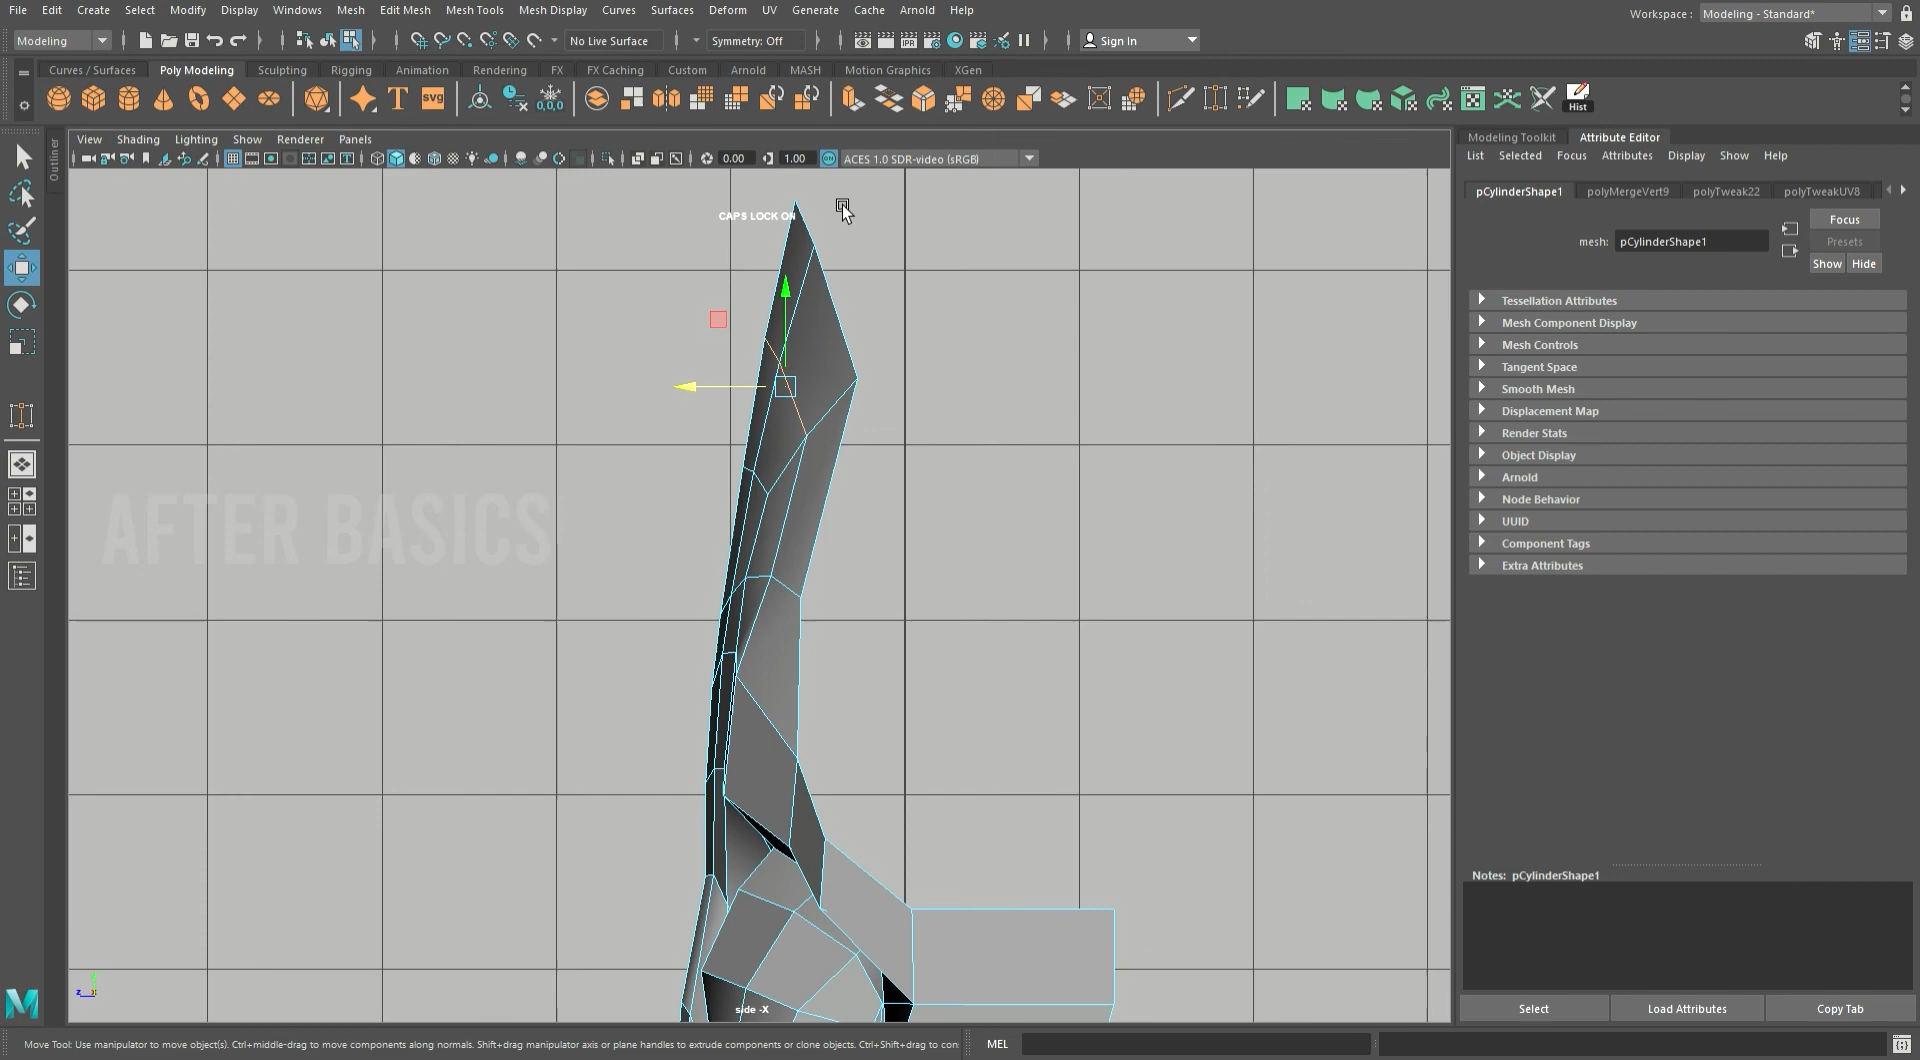 File Edit Create Select Modify Display Windows Mesh Edit Mesh Mesh Tools Mesh Display Curves Surfaces Deform UV Generate Cache Arnold Help
Workspace : Modeling - Standard*
Modeling
No Live Surface
Symmetry: Off
IPR
Sign In
Curves / Surfaces Poly Modeling Sculpting Rigging Animation Rendering FX FX Caching Custom Arnold MASH Motion Graphics XGen
T
SVG
0,0,0
Hist
View Shading Lighting Show Renderer Panels
0.00
1.00
ON
ACES 1.0 SDR-video (sRGB)
Outliner
CAPS LOCK ON
AFTER BASICS
side -X
z
Modeling Toolkit Attribute Editor
List Selected Focus Attributes Display Show Help
pCylinderShape1 polyMergeVert9 polyTweak22 polyTweakUV8
mesh: pCylinderShape1
Focus
Presets
Show Hide
Tessellation Attributes
Mesh Component Display
Mesh Controls
Tangent Space
Smooth Mesh
Displacement Map
Render Stats
Object Display
Arnold
Node Behavior
UUID
Component Tags
Extra Attributes
Notes: pCylinderShape1
Select Load Attributes Copy Tab
M
Move Tool: Use manipulator to move object(s). Ctrl+middle-drag to move components along normals. Shift+drag manipulator axis or plane handles to extrude components or clone objects. Ctrl+Shift+drag to con
MEL